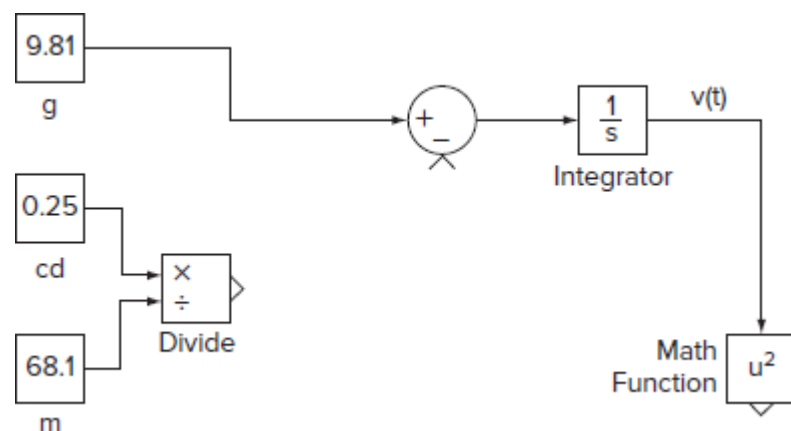 9.81
g
+
−
1
s
Integrator
v(t)
0.25
cd
×
÷
Divide
68.1
m
Math
Function
u²